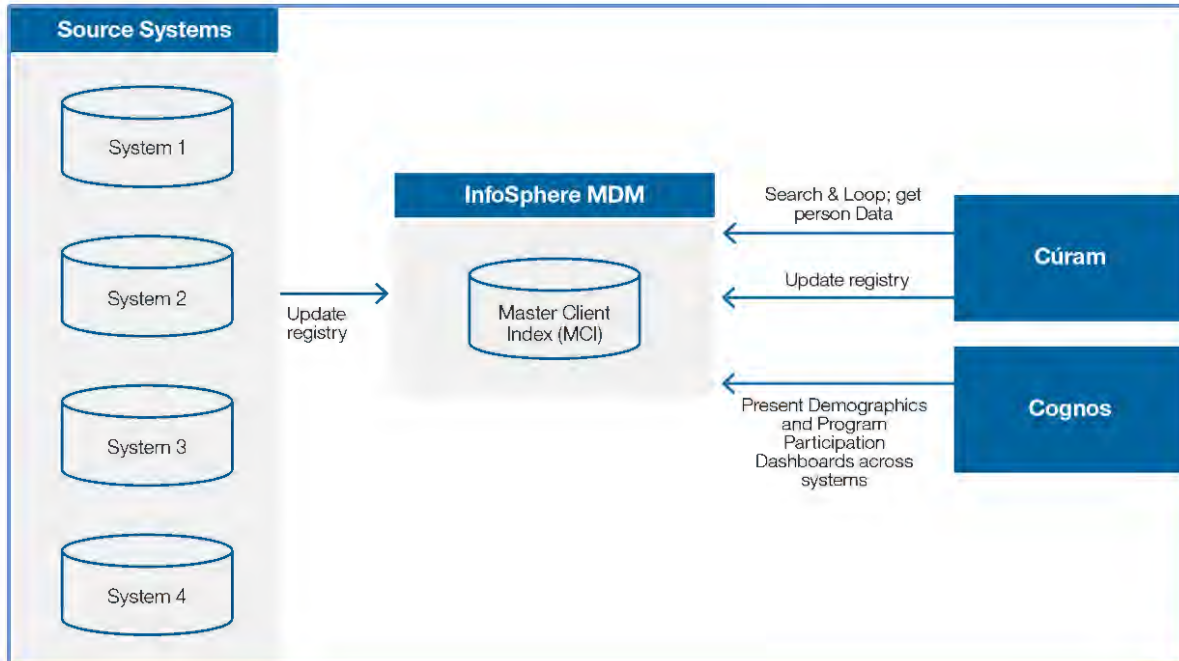 Source Systems
System 1
System 2
System 3
System 4
Update
registry
InfoSphere MDM
Master Client
Index (MCI)
Search & Loop; get
person Data
Update registry
Present Demographics
and Program
Participation
Dashboards across
systems
Cúram
Cognos